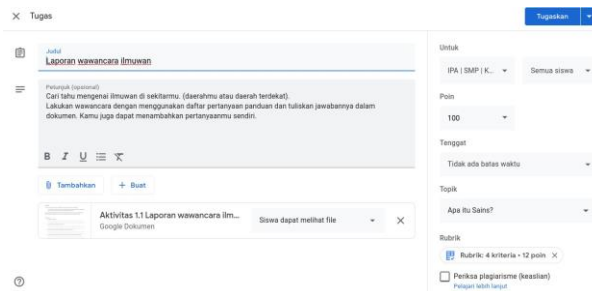 Tugas
Tugaskan
Judul
Laporan wawancara ilmuwan
Petunjuk (opsional)
Cari tahu mengenai ilmuwan di sekitarmu. (daerahmu atau daerah terdekat).
Lakukan wawancara dengan menggunakan daftar pertanyaan panduan dan tuliskan jawabannya dalam
dokumen. Kamu juga dapat menambahkan pertanyaanmu sendiri.
B I U
Tambahkan
+ Buat
Aktivitas 1.1 Laporan wawancara ilm...
Google Dokumen
Siswa dapat melihat file
Untuk
IPA | SMP | K...
Semua siswa
Poin
100
Tenggat
Tidak ada batas waktu
Topik
Apa itu Sains?
Rubrik
Rubrik: 4 kriteria • 12 poin
Periksa plagiarisme (keaslian)
Pelajari lebih lanjut